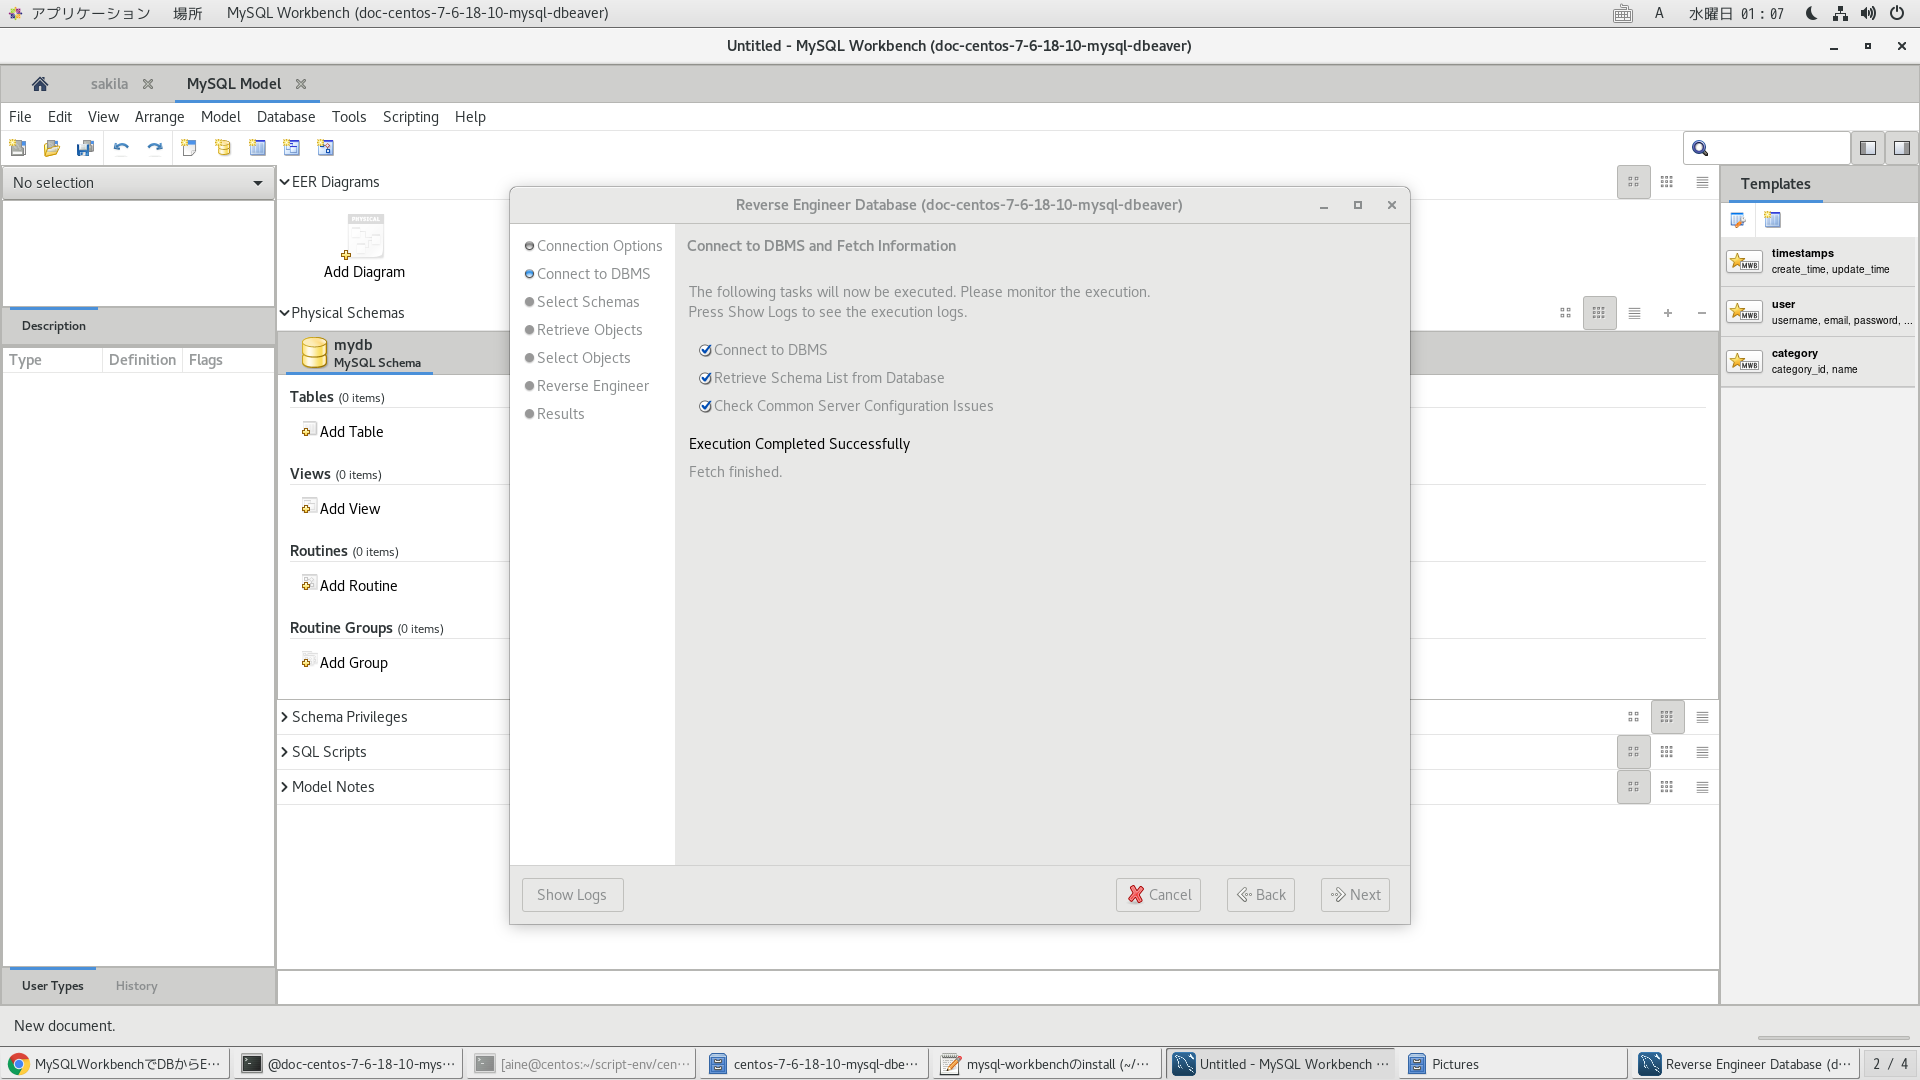 アプリケーション 場所 MySQL Workbench (doc-centos-7-6-18-10-mysql-dbeaver) A 水曜日 01：07
Untitled - MySQL Workbench (doc-centos-7-6-18-10-mysql-dbeaver)
sakila MySQL Model
File Edit View Arrange Model Database Tools Scripting Help
No selection
EER Diagrams
Add Diagram
Physical Schemas
mydb
MySQL Schema
Description
Type Definition Flags
Tables (0 items)
Add Table
Views (0 items)
Add View
Routines (0 items)
Add Routine
Routine Groups (0 items)
Add Group
Schema Privileges
SQL Scripts
Model Notes
Reverse Engineer Database (doc-centos-7-6-18-10-mysql-dbeaver)
Connection Options
Connect to DBMS
Select Schemas
Retrieve Objects
Select Objects
Reverse Engineer
Results
Connect to DBMS and Fetch Information
The following tasks will now be executed. Please monitor the execution.
Press Show Logs to see the execution logs.
Connect to DBMS
Retrieve Schema List from Database
Check Common Server Configuration Issues
Execution Completed Successfully
Fetch finished.
Show Logs Cancel Back Next
Templates
timestamps
create_time, update_time
user
username, email, password, ...
category
category_id, name
User Types History
New document.
MySQLWorkbenchでDBからE… @doc-centos-7-6-18-10-mys… [aine@centos:~/script-env/cen… centos-7-6-18-10-mysql-dbe… mysql-workbenchのinstall (~/… Untitled - MySQL Workbench … Pictures Reverse Engineer Database (d… 2 / 4